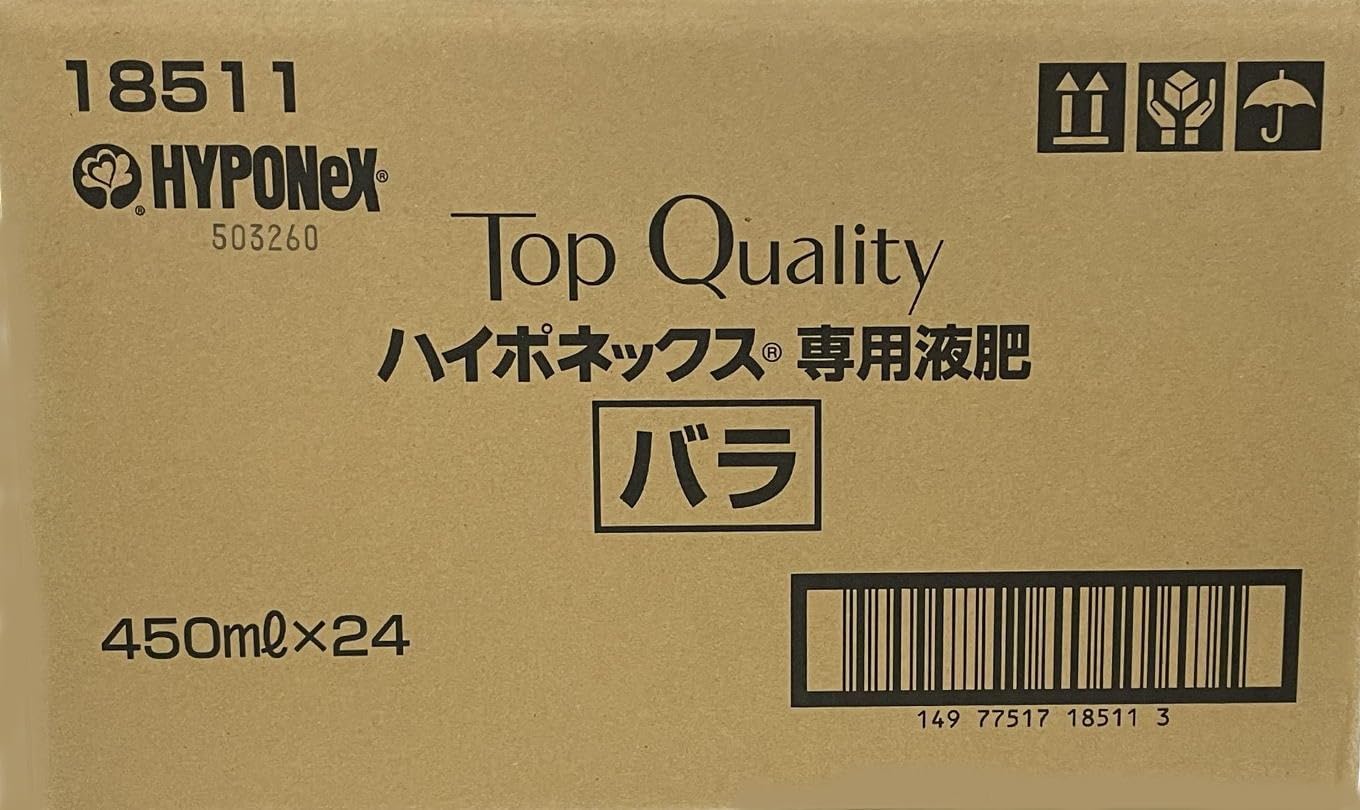 18511
HYPONeX®
503260
Top Quality
ハイポネックス® 専用液肥
バラ
450mℓ×24
149 77517 18511 3